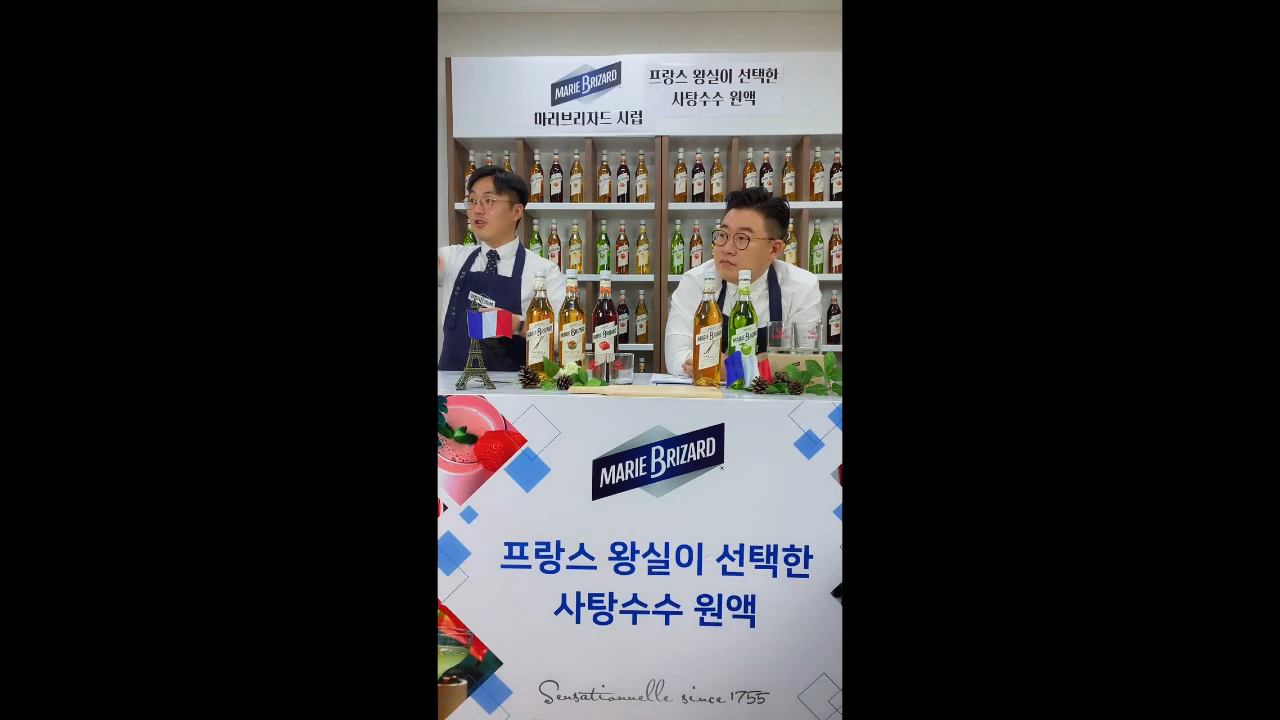 MARIE BRIZARD
마리브리자드 시럽
프랑스 왕실이 선택한
사탕수수 원액
MARIE BRIZARD
프랑스 왕실이 선택한
사탕수수 원액
Sensationnelle since 1755